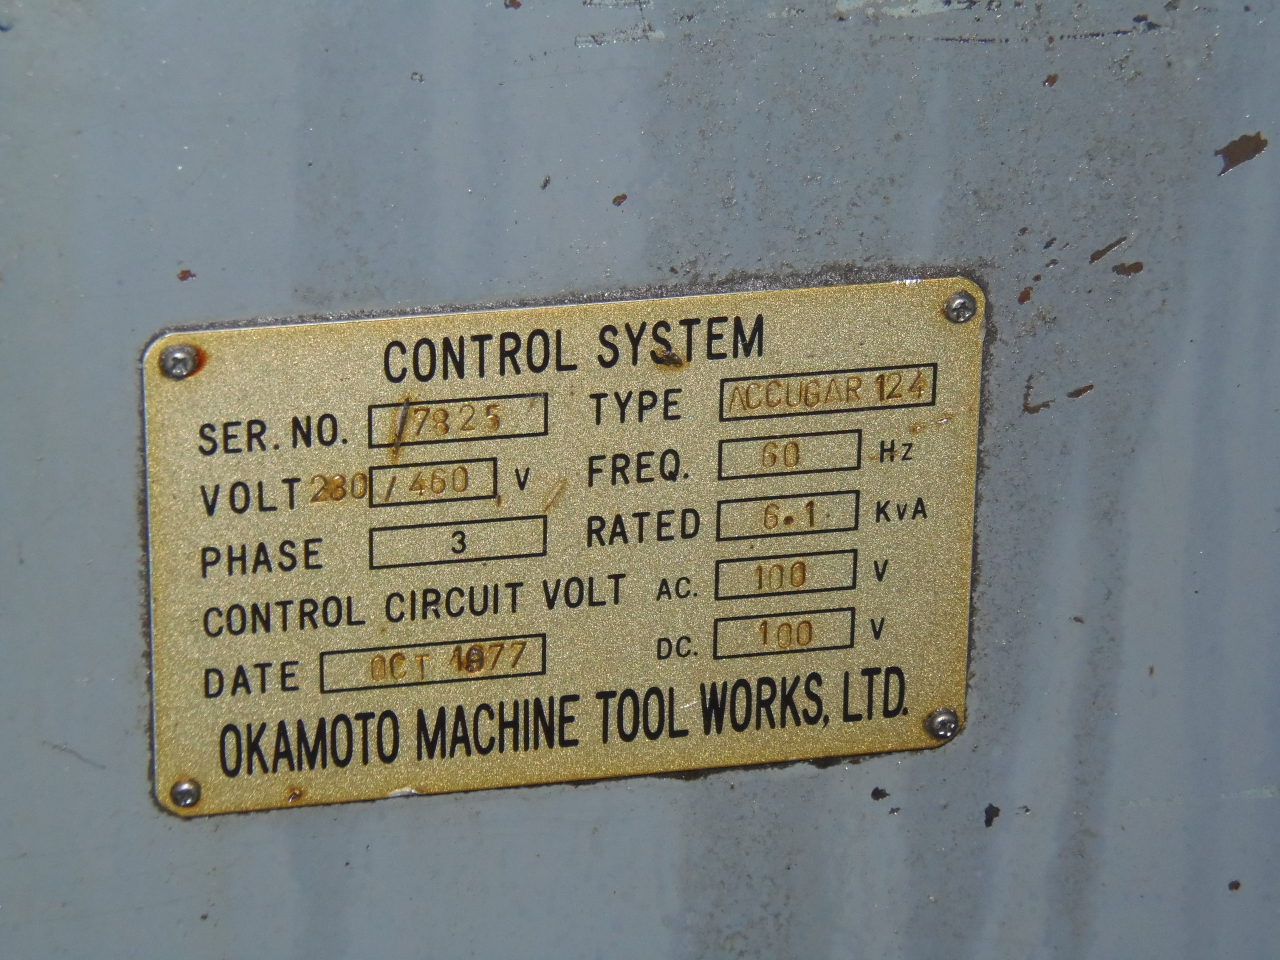 CONTROL SYSTEM
SER. NO. 7825 TYPE ACCUGAR 124
VOLT 230/460 V FREQ. 60 Hz
PHASE 3 RATED 6.1 KVA
CONTROL CIRCUIT VOLT AC. 100 V
DATE OCT 1977 DC. 100 V
OKAMOTO MACHINE TOOL WORKS, LTD.